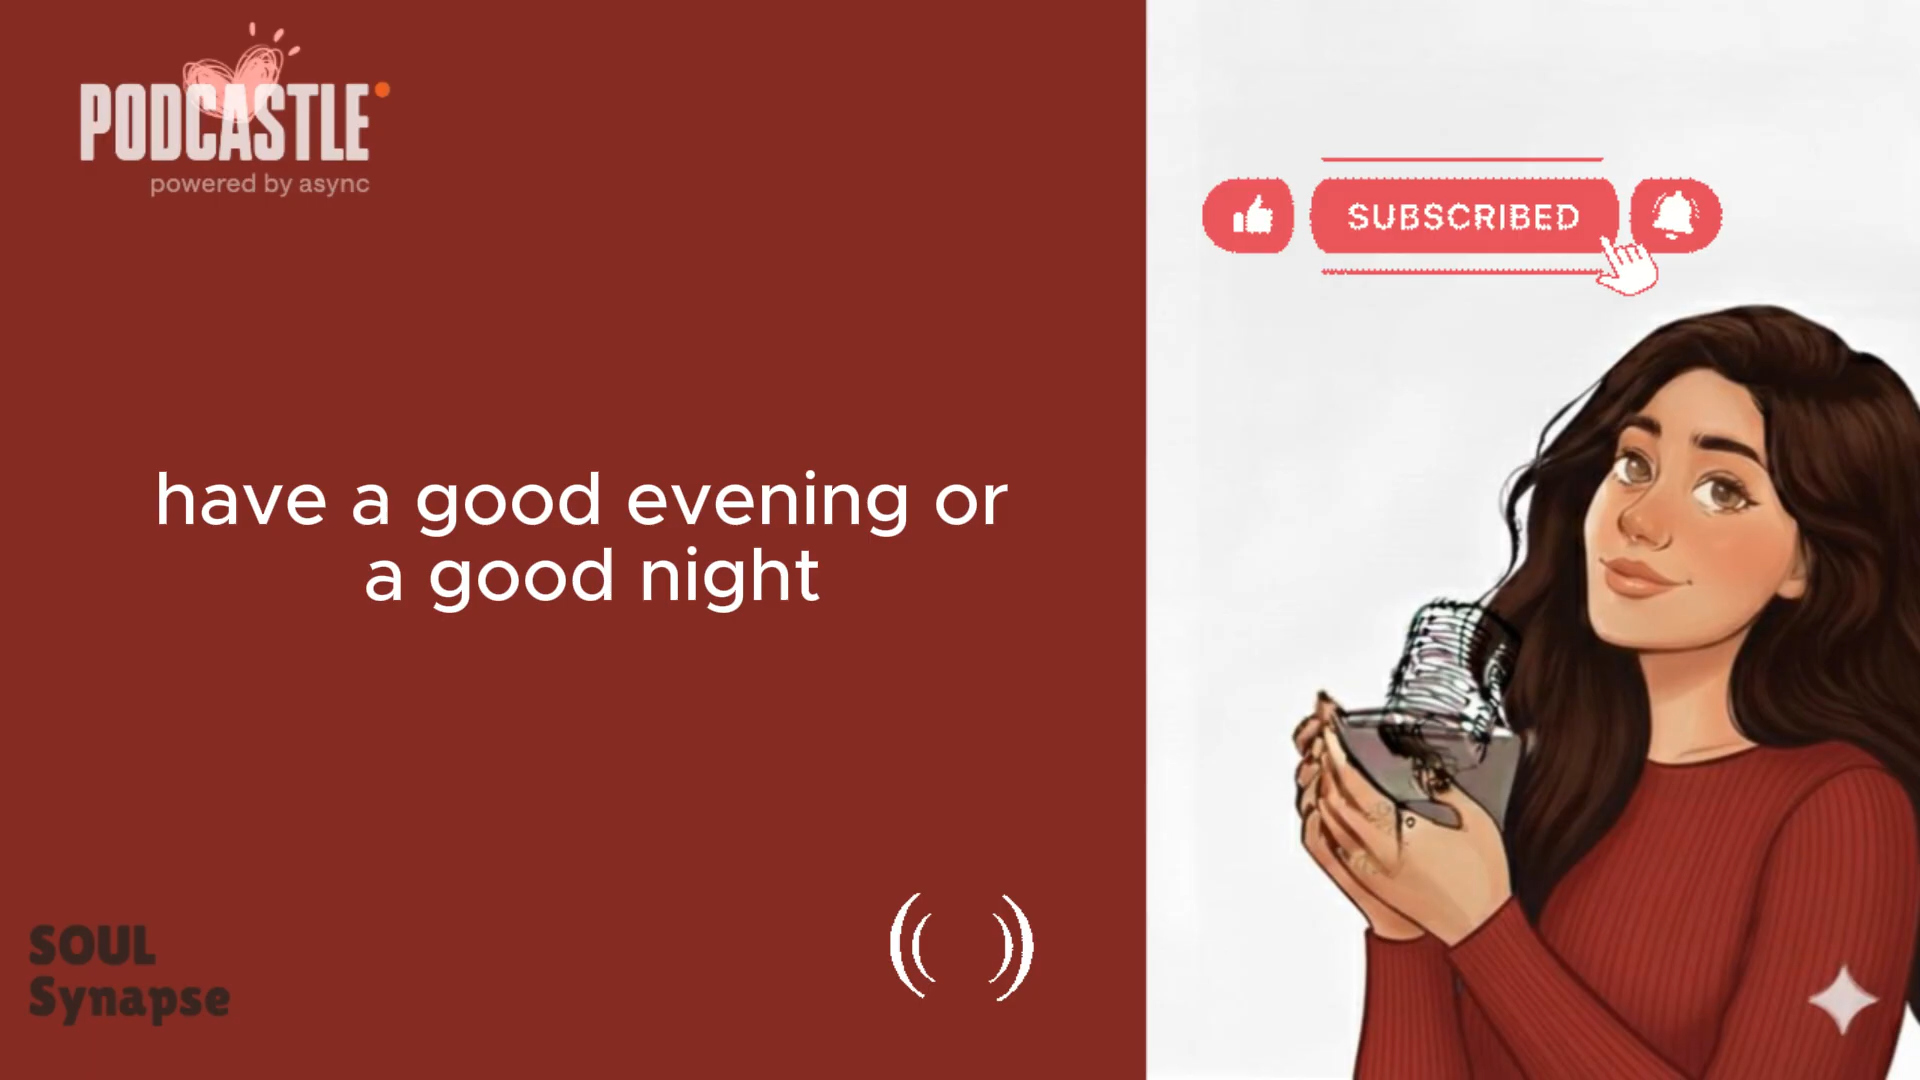 PODCASTLE
powered by async
SUBSCRIBED
have a good evening or
a good night
SOUL
Synapse